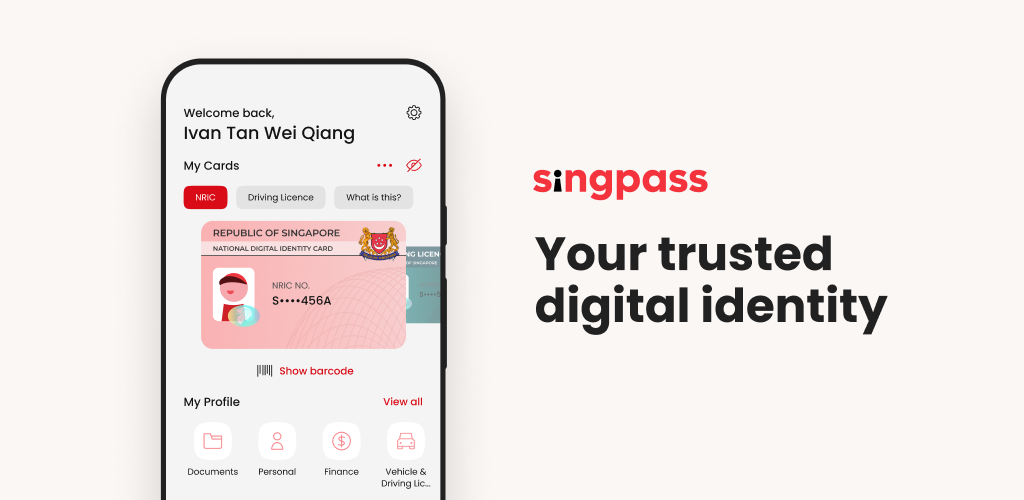 Welcome back,
Ivan Tan Wei Qiang
My Cards
NRIC
Driving Licence
What is this?
REPUBLIC OF SINGAPORE
NATIONAL DIGITAL IDENTITY CARD
NRIC NO.
S••••456A
NG LICEN
OF SINGAPORE
Show barcode
My Profile
View all
Documents
Personal
Finance
Vehicle &
Driving Lic...
singpass
Your trusted
digital identity